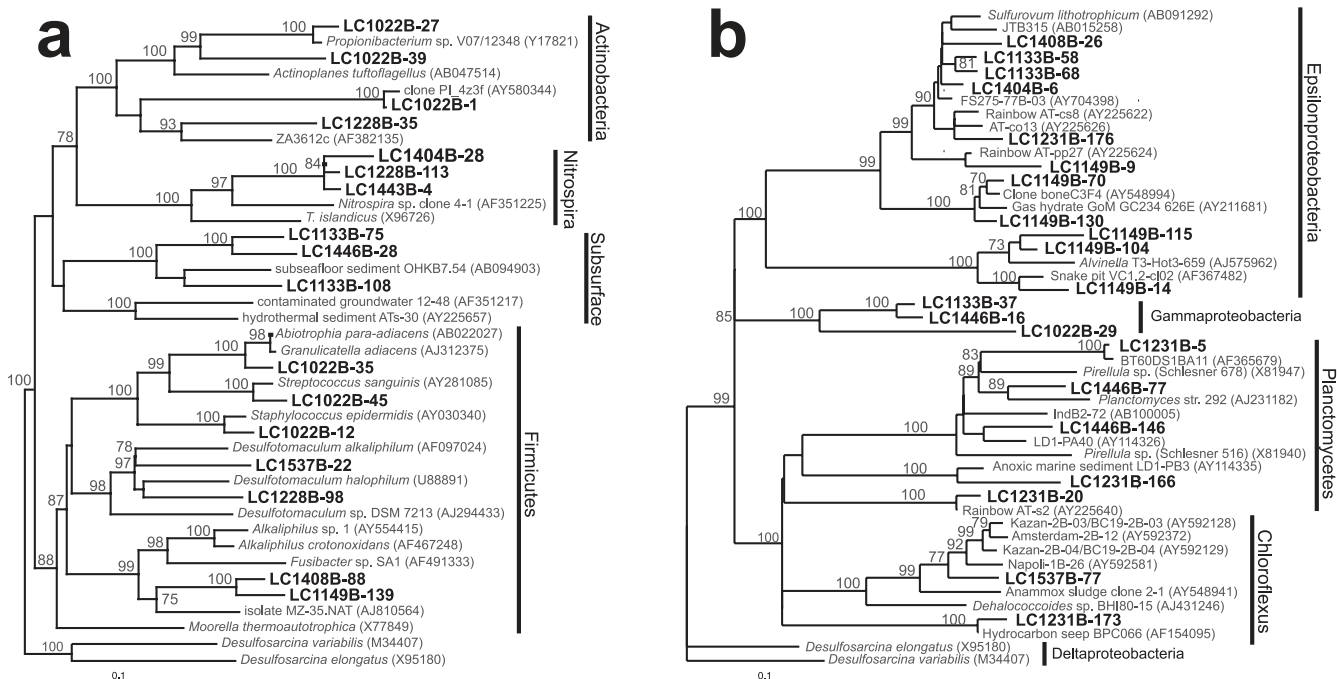 a
100
LC1022B-27
99
Propionibacterium sp. V07/12348 (Y17821)
100
LC1022B-39
Actinoplanes tuftoflagellus (AB047514)
100
clone PI_4z3f (AY580344)
100
LC1022B-1
LC1228B-35
93
ZA3612c (AF382135)
78
Actinobacteria
LC1404B-28
84
100
LC1228B-113
97
LC1443B-4
Nitrospira sp. clone 4-1 (AF351225)
100
T. islandicus (X96726)
Nitrospira
LC1133B-75
100
LC1446B-28
100
subseafloor sediment OHKB7.54 (AB094903)
LC1133B-108
contaminated groundwater 12-48 (AF351217)
100
hydrothermal sediment ATs-30 (AY225657)
Subsurface
Abiotrophia para-adiacens (AB022027)
98
Granulicatella adiacens (AJ312375)
100
LC1022B-35
99
Streptococcus sanguinis (AY281085)
100
LC1022B-45
100
100
Staphylococcus epidermidis (AY030340)
100
LC1022B-12
Desulfotomaculum alkaliphilum (AF097024)
78
LC1537B-22
97
Desulfotomaculum halophilum (U88891)
98
LC1228B-98
Desulfotomaculum sp. DSM 7213 (AJ294433)
87
Alkaliphilus sp. 1 (AY554415)
100
Alkaliphilus crotonoxidans (AF467248)
98
Fusibacter sp. SA1 (AF491333)
88
99
LC1408B-88
100
LC1149B-139
75
isolate MZ-35.NAT (AJ810564)
Moorella thermoautotrophica (X77849)
Firmicutes
Desulfosarcina variabilis (M34407)
100
Desulfosarcina elongatus (X95180)
0.1
b
Sulfurovum lithotrophicum (AB091292)
JTB315 (AB015258)
LC1408B-26
LC1133B-58
81
LC1133B-68
LC1404B-6
90
FS275-77B-03 (AY704398)
Rainbow AT-cs8 (AY225622)
AT-co13 (AY225626)
99
LC1231B-176
Rainbow AT-pp27 (AY225624)
99
LC1149B-9
70
LC1149B-70
81
Clone boneC3F4 (AY548994)
100
Gas hydrate GoM GC234 626E (AY211681)
LC1149B-130
100
LC1149B-115
73
LC1149B-104
100
Alvinella T3-Hot3-659 (AJ575962)
Snake pit VC1.2-cl02 (AF367482)
100
LC1149B-14
Epsilonproteobacteria
LC1133B-37
100
LC1446B-16
100
85
LC1022B-29
Gammaproteobacteria
LC1231B-5
100
83
BT60DS1BA11 (AF365679)
89
Pirellula sp. (Schlesner 678) (X81947)
LC1446B-77
89
Planctomyces str. 292 (AJ231182)
99
IndB2-72 (AB100005)
LC1446B-146
100
LD1-PA40 (AY114326)
Pirellula sp. (Schlesner 516) (X81940)
Anoxic marine sediment LD1-PB3 (AY114335)
100
LC1231B-166
LC1231B-20
100
Rainbow AT-s2 (AY225640)
Planctomycetes
Kazan-2B-03/BC19-2B-03 (AY592128)
79
Amsterdam-2B-12 (AY592372)
99
100
Kazan-2B-04/BC19-2B-04 (AY592129)
92
Napoli-1B-26 (AY592581)
77
LC1537B-77
99
100
Anammox sludge clone 2-1 (AY548941)
Dehalococcoides sp. BHI80-15 (AJ431246)
LC1231B-173
100
Hydrocarbon seep BPC066 (AF154095)
Chloroflexus
Desulfosarcina elongatus (X95180)
Desulfosarcina variabilis (M34407)
Deltaproteobacteria
0.1